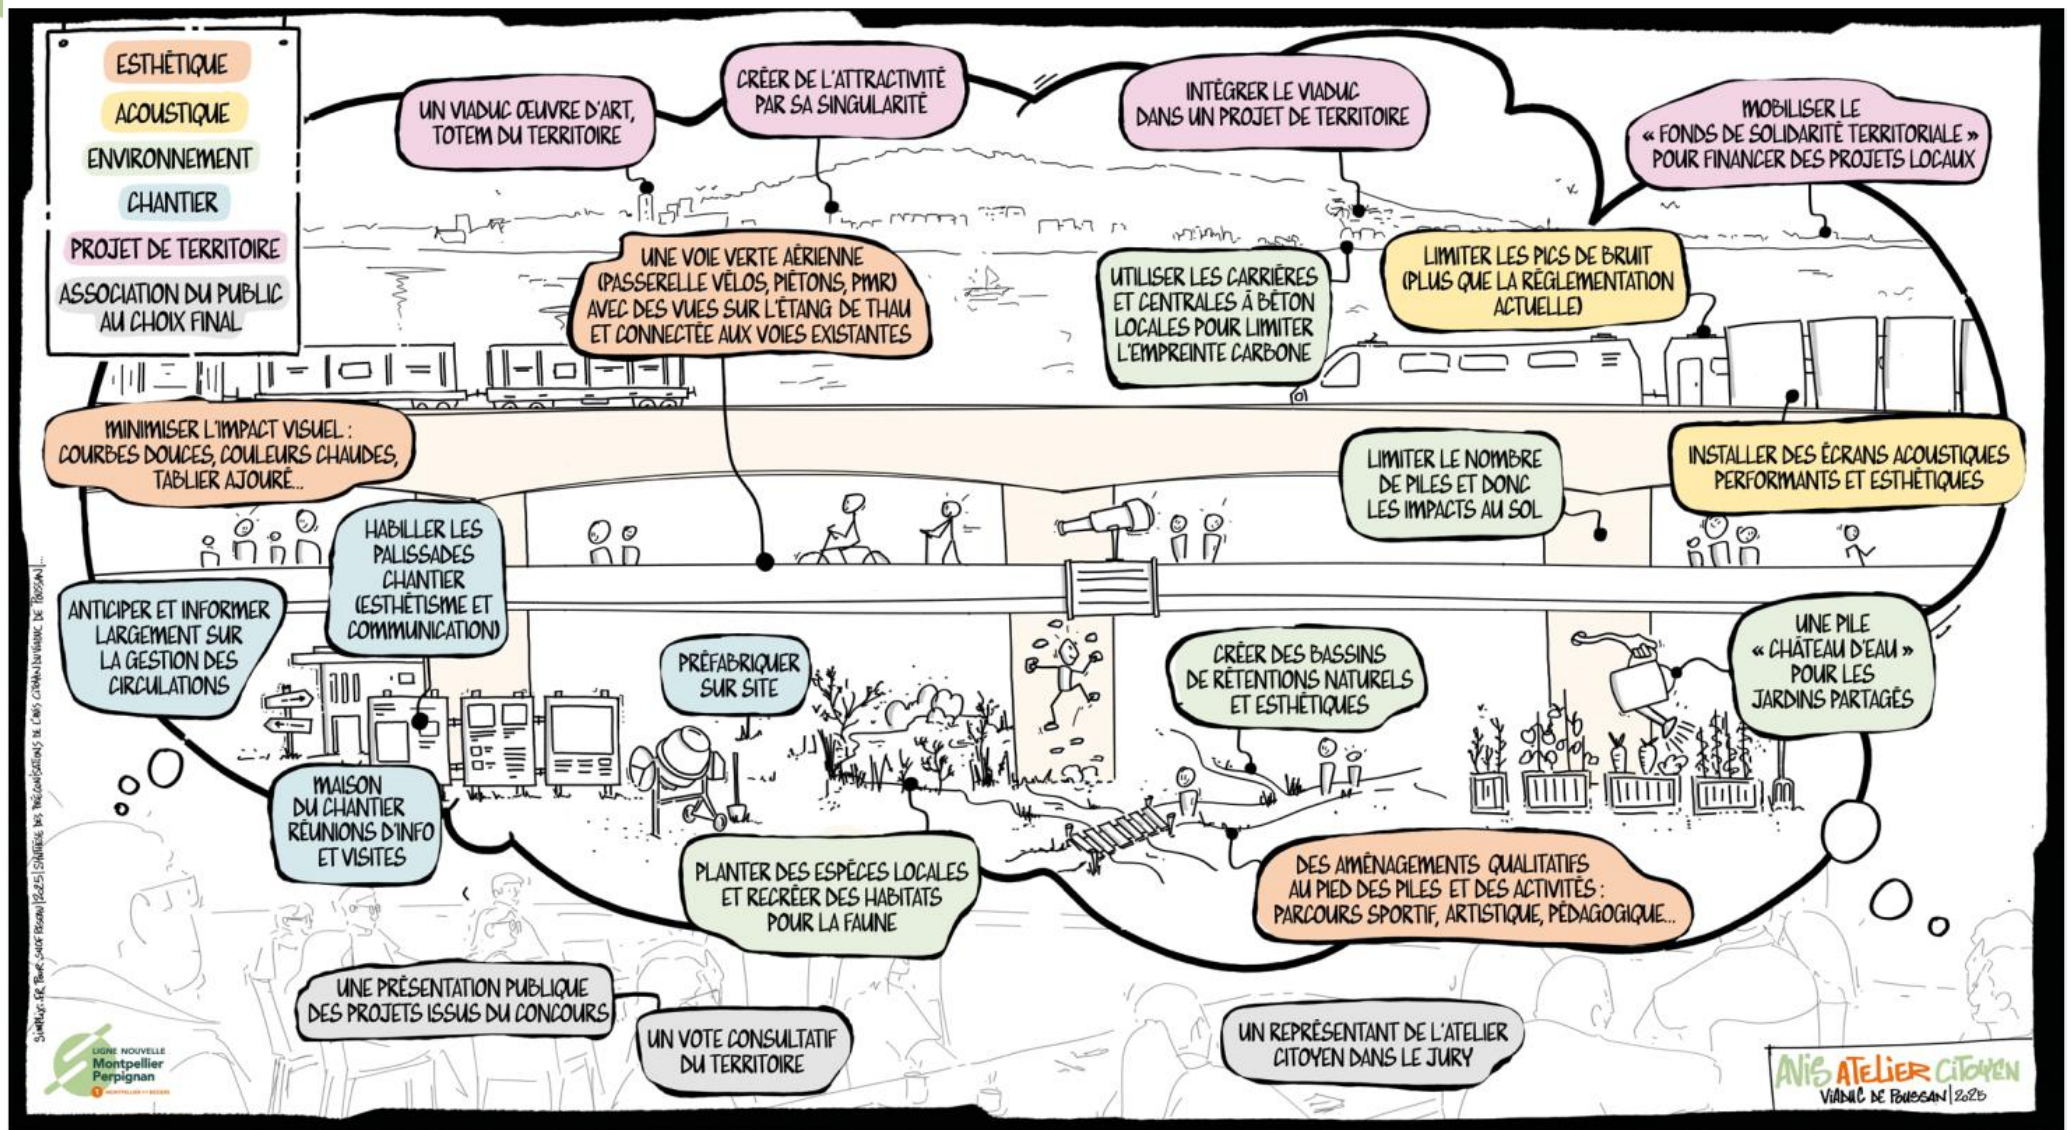 ESTHÉTIQUE
ACOUSTIQUE
ENVIRONNEMENT
CHANTIER
PROJET DE TERRITOIRE
ASSOCIATION DU PUBLIC
AU CHOIX FINAL
UN VIADUC ŒUVRE D'ART,
TOTEM DU TERRITOIRE
CRÉER DE L'ATTRACTIVITÉ
PAR SA SINGULARITÉ
INTÉGRER LE VIADUC
DANS UN PROJET DE TERRITOIRE
MOBILISER LE
« FONDS DE SOLIDARITÉ TERRITORIALE »
POUR FINANCER DES PROJETS LOCAUX
UNE VOIE VERTE AÉRIENNE
(PASSERELLE VÉLOS, PIÉTONS, PMR)
AVEC DES VUES SUR L'ÉTANG DE THAU
ET CONNECTÉE AUX VOIES EXISTANTES
UTILISER LES CARRIÈRES
ET CENTRALES À BÉTON
LOCALES POUR LIMITER
L'EMPREINTE CARBONE
LIMITER LES PICS DE BRUIT
(PLUS QUE LA RÉGLEMENTATION
ACTUELLE)
MINIMISER L'IMPACT VISUEL :
COURBES DOUCES, COULEURS CHAUDES,
TABLIER AJOURÉ...
LIMITER LE NOMBRE
DE PILES ET DONC
LES IMPACTS AU SOL
INSTALLER DES ÉCRANS ACOUSTIQUES
PERFORMANTS ET ESTHÉTIQUES
HABILLER LES
PALISSADES
CHANTIER
(ESTHÉTISME ET
COMMUNICATION)
ANTICIPER ET INFORMER
LARGEMENT SUR
LA GESTION DES
CIRCULATIONS
PRÉFABRIQUER
SUR SITE
CRÉER DES BASSINS
DE RÉTENTIONS NATURELS
ET ESTHÉTIQUES
UNE PILE
« CHÂTEAU D'EAU »
POUR LES
JARDINS PARTAGÉS
MAISON
DU CHANTIER
RÉUNIONS D'INFO
ET VISITES
PLANTER DES ESPÈCES LOCALES
ET RECRÉER DES HABITATS
POUR LA FAUNE
DES AMÉNAGEMENTS QUALITATIFS
AU PIED DES PILES ET DES ACTIVITÉS :
PARCOURS SPORTIF, ARTISTIQUE, PÉDAGOGIQUE...
UNE PRÉSENTATION PUBLIQUE
DES PROJETS ISSUS DU CONCOURS
UN VOTE CONSULTATIF
DU TERRITOIRE
UN REPRÉSENTANT DE L'ATELIER
CITOYEN DANS LE JURY
LIGNE NOUVELLE
Montpellier
Perpignan
AVIS ATELIER CITOYEN
VIADUC DE POUSSAN | 2025